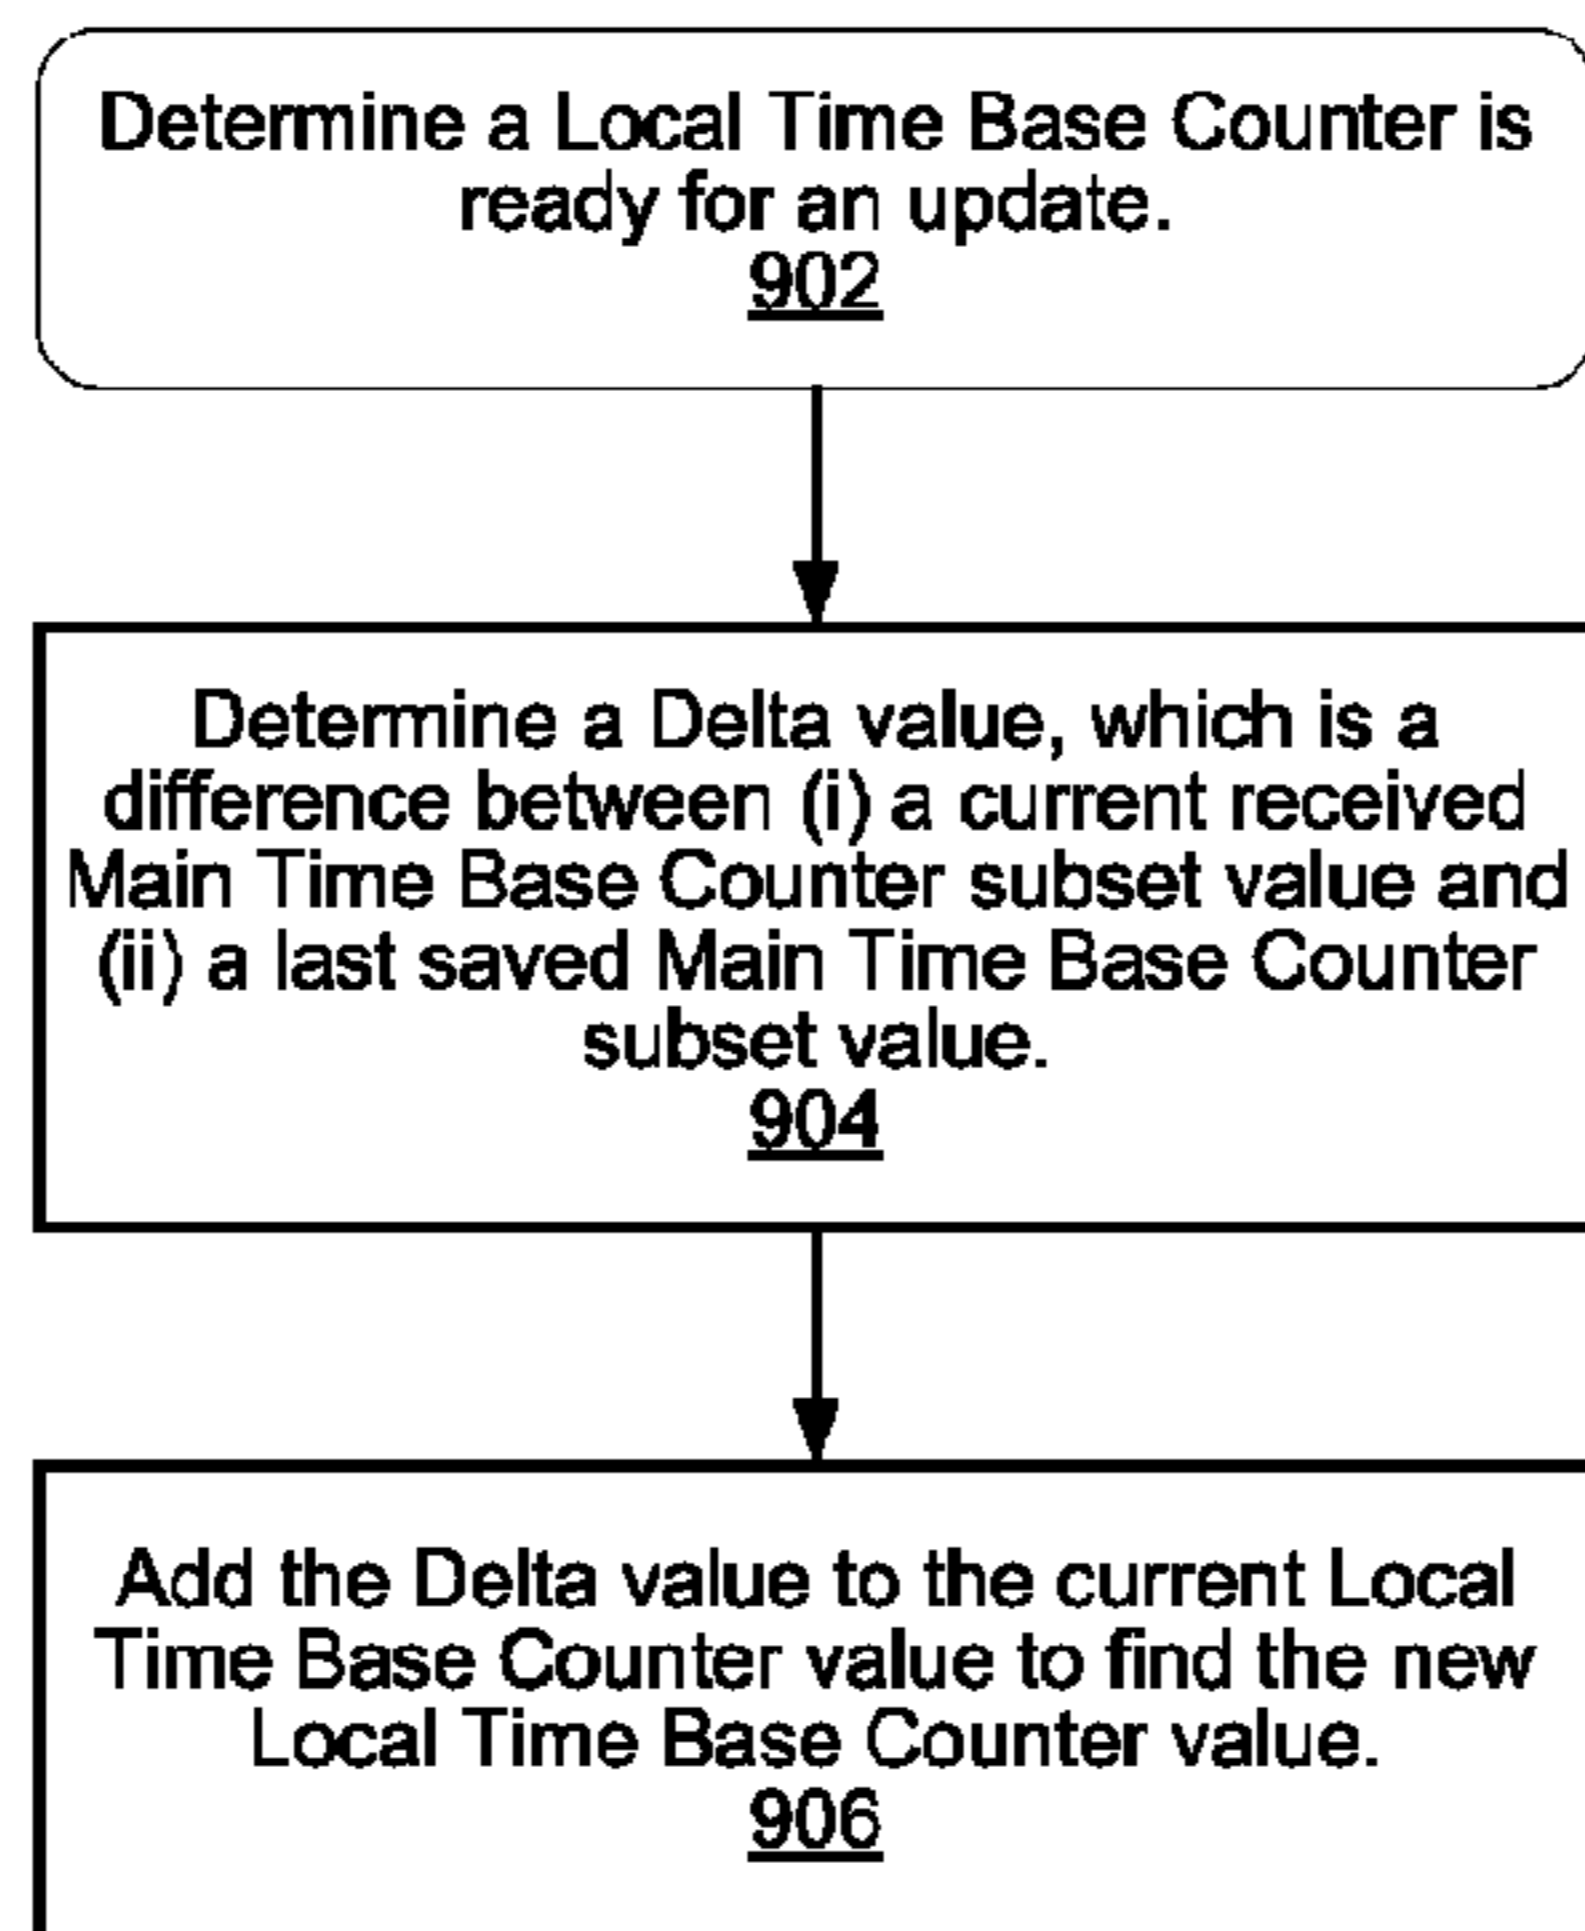 Determine a Local Time Base Counter is
ready for an update.
902
Determine a Delta value, which is a
difference between (i) a current received
Main Time Base Counter subset value and
(ii) a last saved Main Time Base Counter
subset value.
904
Add the Delta value to the current Local
Time Base Counter value to find the new
Local Time Base Counter value.
906